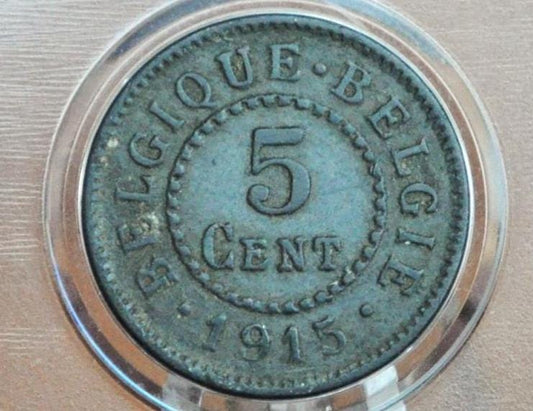 BELGIQUE · BELGIE
5
CENT
· 1915 ·